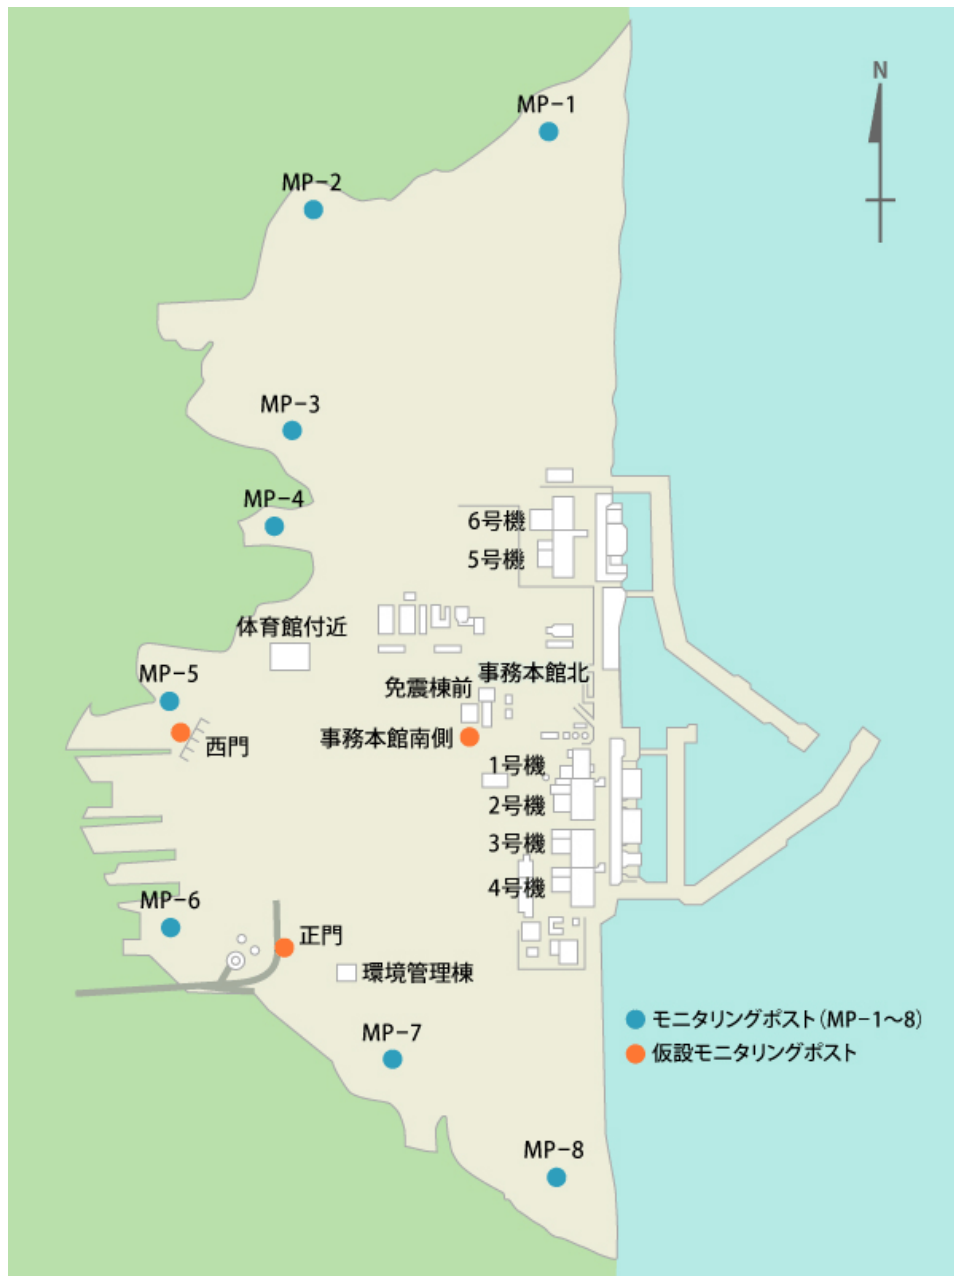 N
MP-1
MP-2
MP-3
MP-4
6号機
5号機
体育館付近
事務本館北
MP-5
免震棟前
西門
事務本館南側
1号機
2号機
3号機
4号機
MP-6
正門
環境管理棟
モニタリングポスト(MP-1〜8)
MP-7
仮設モニタリングポスト
MP-8